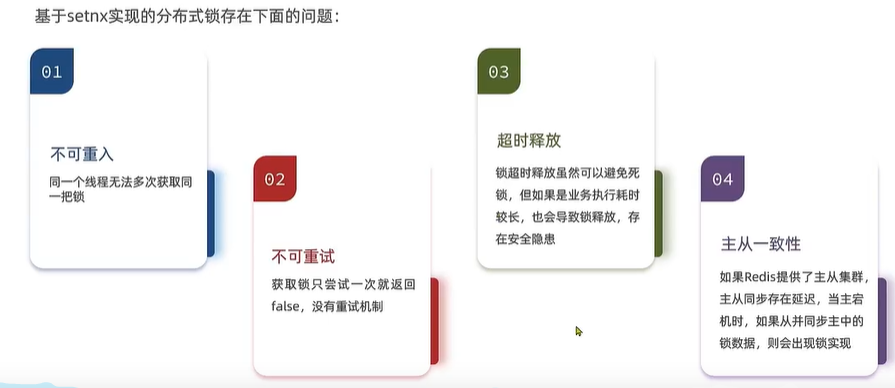 基于setnx实现的分布式锁存在下面的问题：
01
不可重入
同一个线程无法多次获取同
一把锁
02
不可重试
获取锁只尝试一次就返回
false，没有重试机制
03
超时释放
锁超时释放虽然可以避免死
锁，但如果是业务执行耗时
较长，也会导致锁释放，存
在安全隐患
04
主从一致性
如果Redis提供了主从集群，
主从同步存在延迟，当主宕
机时，如果从并同步主中的
锁数据，则会出现锁实现